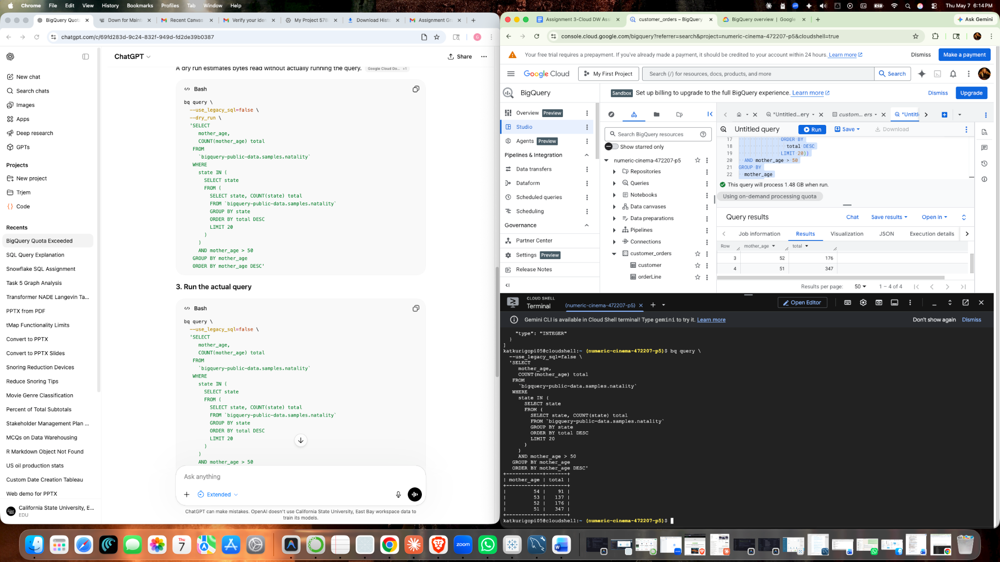 Chrome File Edit View History Bookmarks Profiles Tab Window Help
Thu May 7 6:14 PM
BigQuery Quot
Down for Maint
Recent Canvas
Verify your iden
My Project 578
Download Histo
Assignment Gra
chatgpt.com/c/69fd283d-9c24-832f-949d-fd2de39b0387
G
New chat
Search chats
Images
Apps
Deep research
GPTs
Projects
New project
Trjem
Code
Recents
BigQuery Quota Exceeded
SQL Query Explanation
Snowflake SQL Assignment
Task 5 Graph Analysis
Transformer NADE Langevin Ta...
PPTX from PDF
tMap Functionality Limits
Convert to PPTX
Convert to PPTX Slides
Snoring Reduction Devices
Reduce Snoring Tips
Movie Genre Classification
Percent of Total Subtotals
Stakeholder Management Plan ...
MCQs on Data Warehousing
R Markdown Object Not Found
US oil production stats
Custom Date Creation Tableau
Web demo for PPTX
California State University, E...
EDU
ChatGPT
Share
A dry run estimates bytes read without actually running the query. Google Cloud Do... +1
Bash
bq query \
--use_legacy_sql=false \
--dry_run \
'SELECT
mother_age,
COUNT(mother_age) total
FROM
`bigquery-public-data.samples.natality`
WHERE
state IN (
SELECT state
FROM (
SELECT state, COUNT(state) total
FROM `bigquery-public-data.samples.natality`
GROUP BY state
ORDER BY total DESC
LIMIT 20
)
)
AND mother_age > 50
GROUP BY mother_age
ORDER BY mother_age DESC'
3. Run the actual query
Bash
bq query \
--use_legacy_sql=false \
'SELECT
mother_age,
COUNT(mother_age) total
FROM
`bigquery-public-data.samples.natality`
WHERE
state IN (
SELECT state
FROM (
SELECT state, COUNT(state) total
FROM `bigquery-public-data.samples.natality`
GROUP BY state
ORDER BY total DESC
LIMIT 20
)
)
AND mother_age > 50
Ask anything
Extended
ChatGPT can make mistakes. OpenAI doesn't use California State University, East Bay workspace data to
train its models.
Assignment 3-Cloud DW Ass
customer_orders – BigQuery
BigQuery overview | Google
Ask Gemini
console.cloud.google.com/bigquery?referrer=search&project=numeric-cinema-472207-p5&cloudshell=true
Your free trial requires a prepayment. If you've already made a payment, it should be credited to your account within 24 hours. Learn more
Dismiss
Make a payment
Google Cloud
My First Project
Search (/) for resources, docs, products, and more
Search
BigQuery
Sandbox Set up billing to upgrade to the full BigQuery experience. Learn more
Dismiss
Upgrade
Overview Preview
Studio
Agents Preview
Pipelines & Integration
Data transfers
Dataform
Scheduled queries
Scheduling
Governance
Partner Center
Settings Preview
Release Notes
Search BigQuery resources
Show starred only
numeric-cinema-472207-p5
Repositories
Queries
Notebooks
Data canvases
Data preparations
Pipelines
Connections
customer_orders
customer
orderLine
*Untitled...ery
custom... ers
*Untitl
Untitled query
Run
Save
Download
17 ORDER BY
18 total DESC
19 LIMIT 20))
20 AND mother_age > 50
21 GROUP BY
22 mother_age
This query will process 1.48 GB when run.
Using on-demand processing quota
Query results
Chat
Save results
Open in
Job information
Results
Visualization
JSON
Execution details
Row mother_age total
3 52 176
4 51 347
Results per page: 50 1 – 4 of 4
CLOUD SHELL
Terminal
(numeric-cinema-472207-p5)
Open Editor
Gemini CLI is available in Cloud Shell terminal! Type gemini to try it. Learn more
Don't show again
Dismiss
"type": "INTEGER"
}
]
katkurigopi05@cloudshell:~ (numeric-cinema-472207-p5)$ bq query \
--use_legacy_sql=false \
'SELECT
mother_age,
COUNT(mother_age) total
FROM
`bigquery-public-data.samples.natality`
WHERE
state IN (
SELECT state
FROM (
SELECT state, COUNT(state) total
FROM `bigquery-public-data.samples.natality`
GROUP BY state
ORDER BY total DESC
LIMIT 20
)
)
AND mother_age > 50
GROUP BY mother_age
ORDER BY mother_age DESC'
+------------+-------+
| mother_age | total |
+------------+-------+
| 54 | 91 |
| 53 | 137 |
| 52 | 176 |
| 51 | 347 |
+------------+-------+
katkurigopi05@cloudshell:~ (numeric-cinema-472207-p5)$
Thu
7
zoom